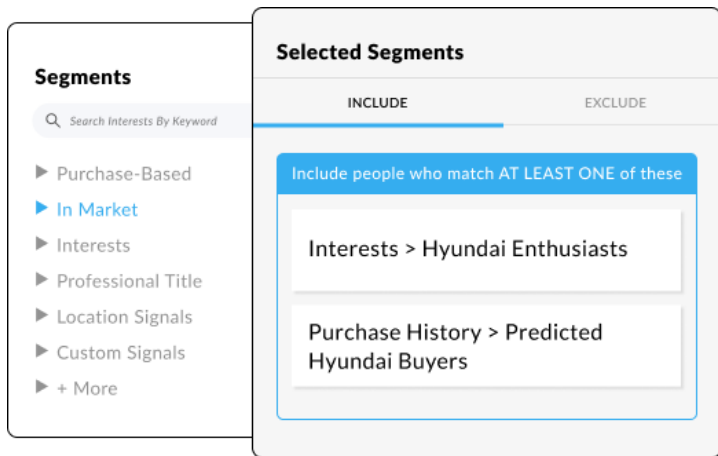 Segments
Search Interests By Keyword
Purchase-Based
In Market
Interests
Professional Title
Location Signals
Custom Signals
+ More
Selected Segments
INCLUDE
EXCLUDE
Include people who match AT LEAST ONE of these
Interests > Hyundai Enthusiasts
Purchase History > Predicted
Hyundai Buyers